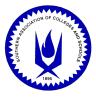 SOUTHERN ASSOCIATION OF COLLEGES AND SCHOOLS
1895